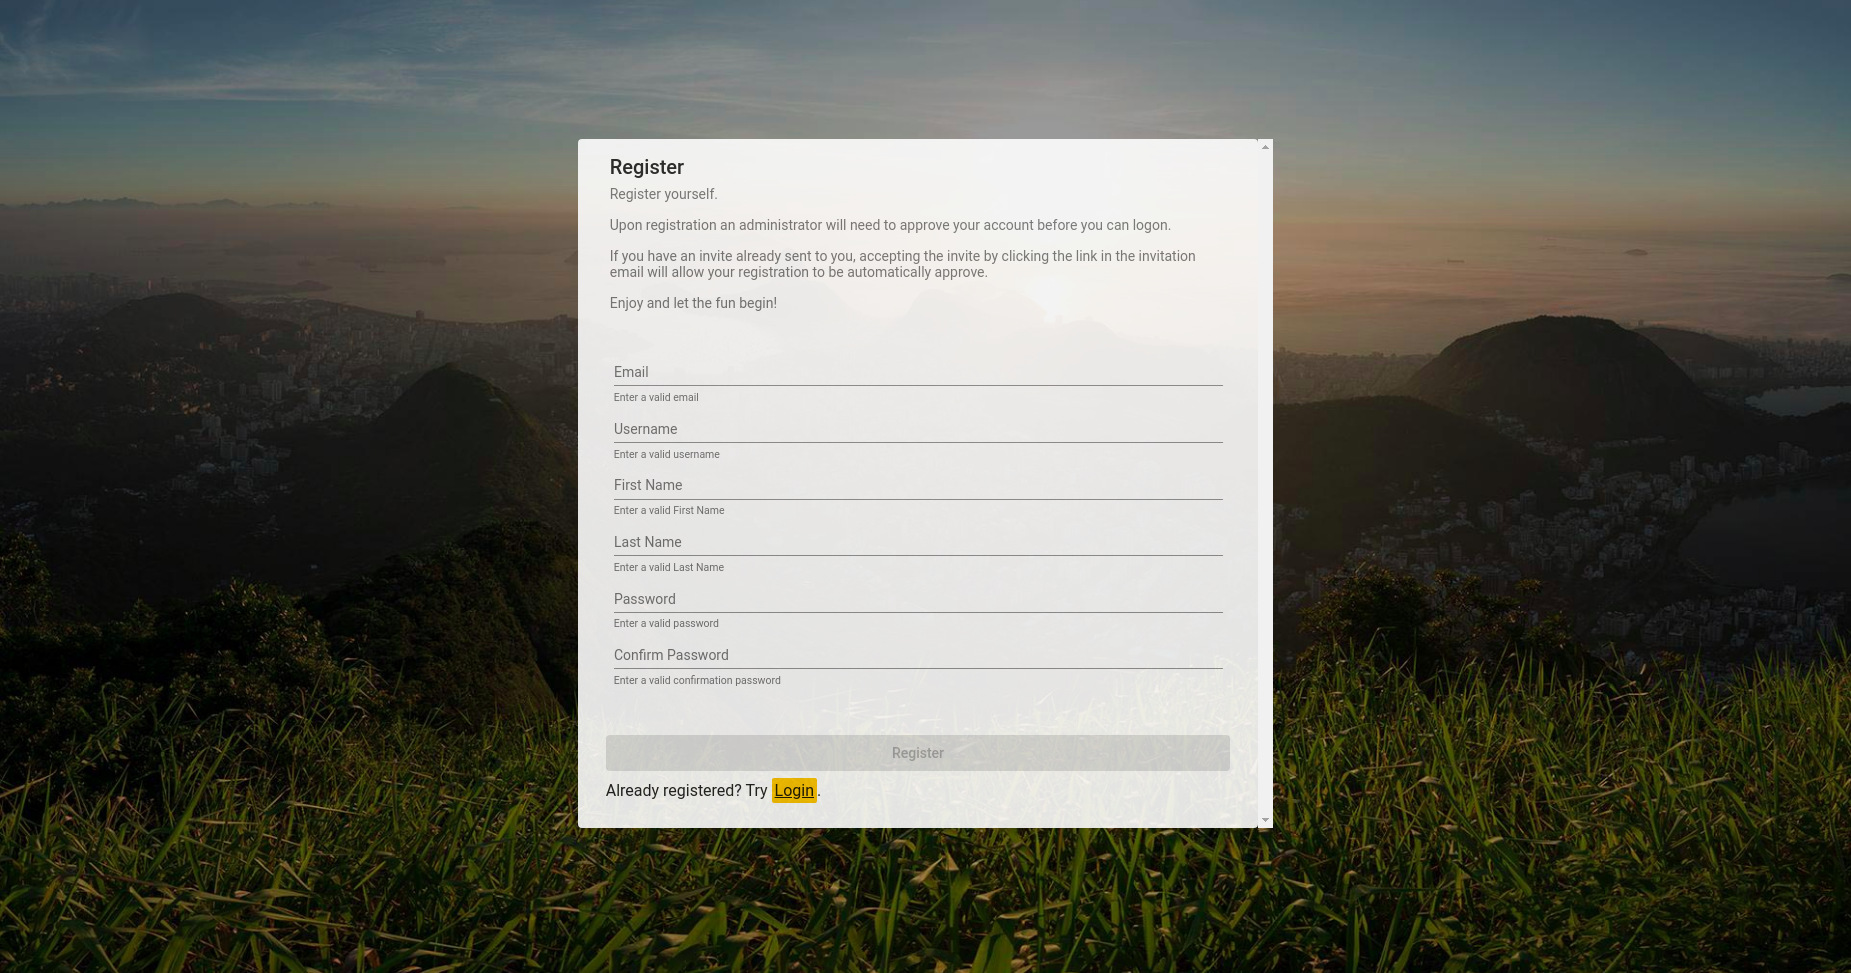 Register
Register yourself.
Upon registration an administrator will need to approve your account before you can logon.
If you have an invite already sent to you, accepting the invite by clicking the link in the invitation
email will allow your registration to be automatically approve.
Enjoy and let the fun begin!
Email
Enter a valid email
Username
Enter a valid username
First Name
Enter a valid First Name
Last Name
Enter a valid Last Name
Password
Enter a valid password
Confirm Password
Enter a valid confirmation password
Register
Already registered? Try Login.